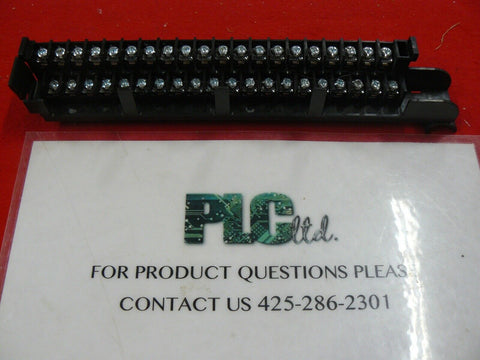 PLC ltd.
FOR PRODUCT QUESTIONS PLEAS
CONTACT US 425-286-2301